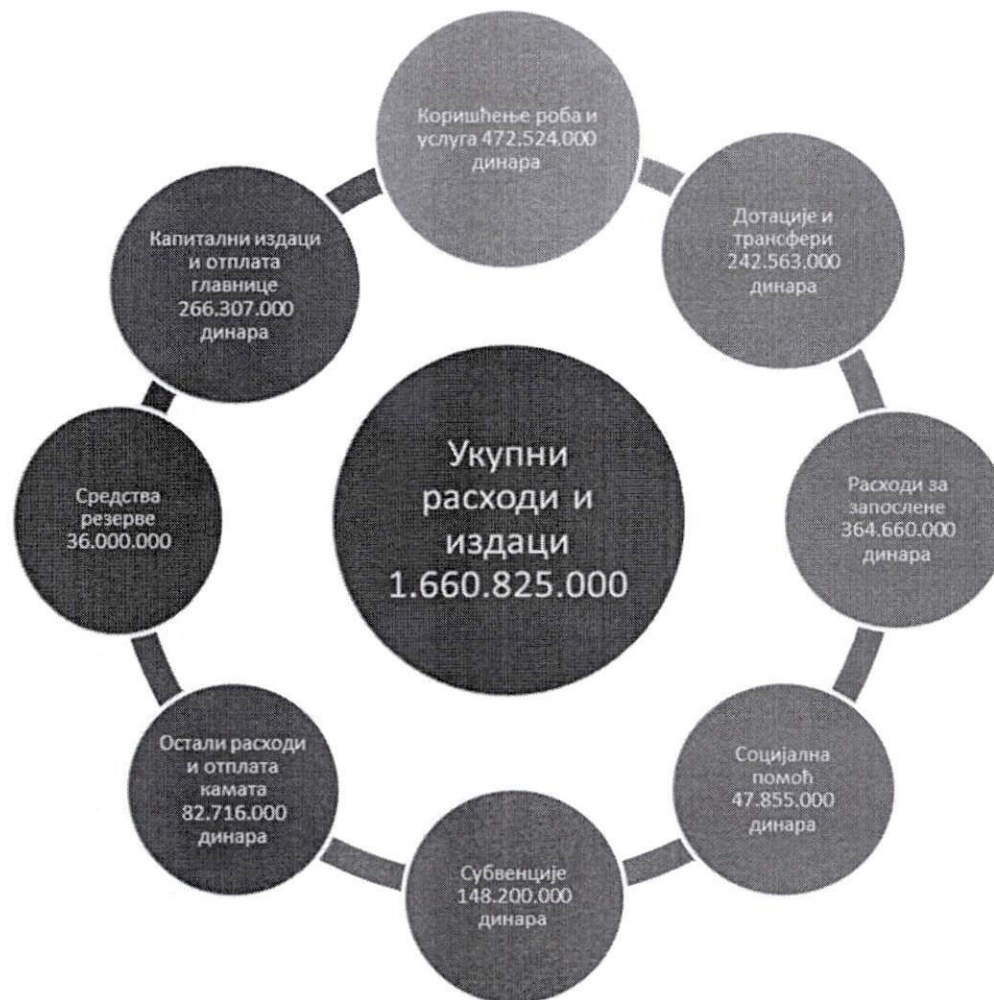 Коришћење роба и
услуга 472.524.000
динара
Дотације и
трансфери
242.563.000
динара
Расходи за
запослене
364.660.000
динара
Социјална
помоћ
47.855.000
динара
Субвенције
148.200.000
динара
Остали расходи
и отплата
камата
82.716.000
динара
Средства
резерве
36.000.000
Капитални издаци
и отплата
главнице
266.307.000
динара
Укупни
расходи и
издаци
1.660.825.000